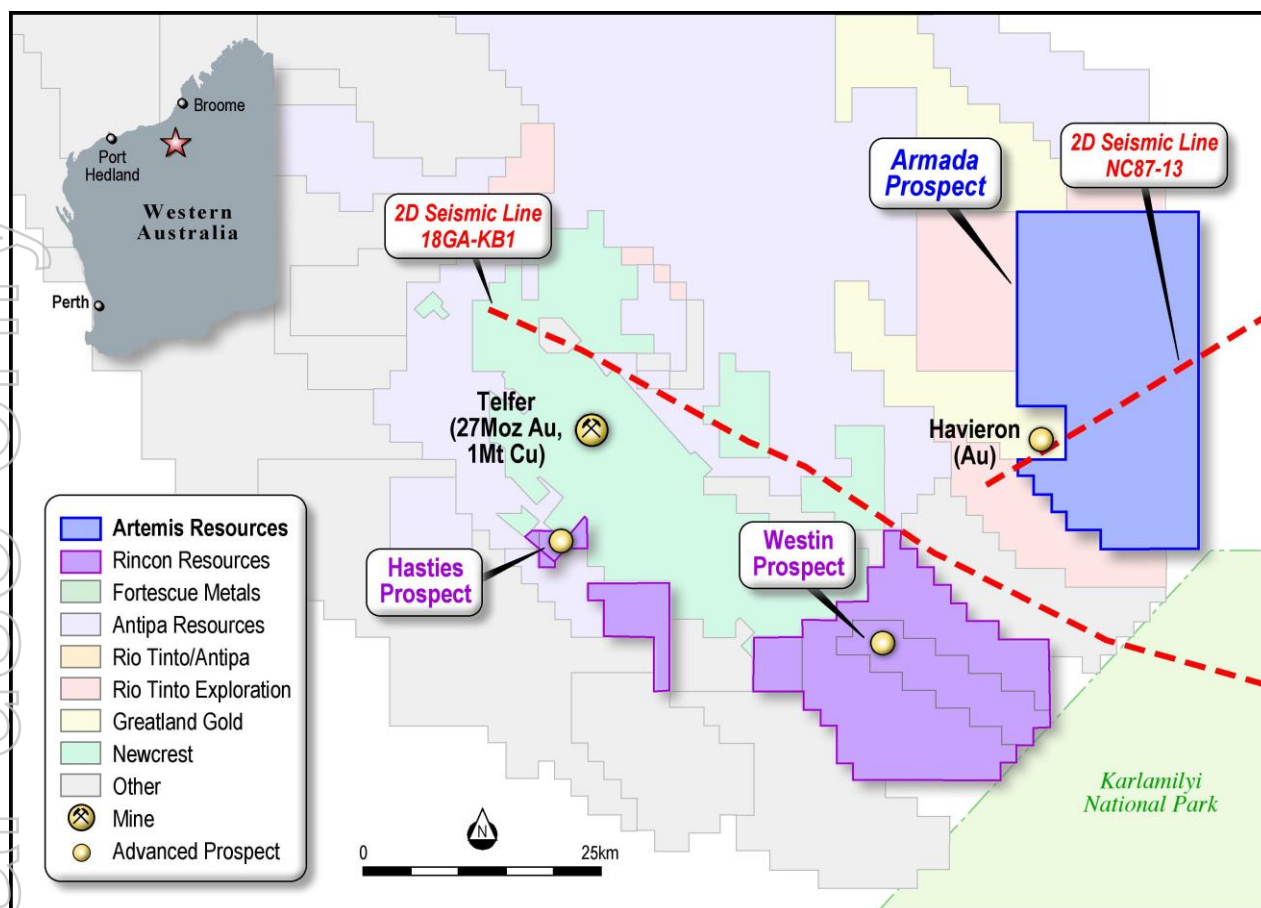 Broome
Port
Hedland
Western
Australia
Perth
2D Seismic Line
18GA-KB1
Armada
Prospect
2D Seismic Line
NC87-13
Telfer
(27Moz Au,
1Mt Cu)
Havieron
(Au)
Hasties
Prospect
Westin
Prospect
Artemis Resources
Rincon Resources
Fortescue Metals
Antipa Resources
Rio Tinto/Antipa
Rio Tinto Exploration
Greatland Gold
Newcrest
Other
Mine
Advanced Prospect
N
0
25km
Karlamilyi
National Park